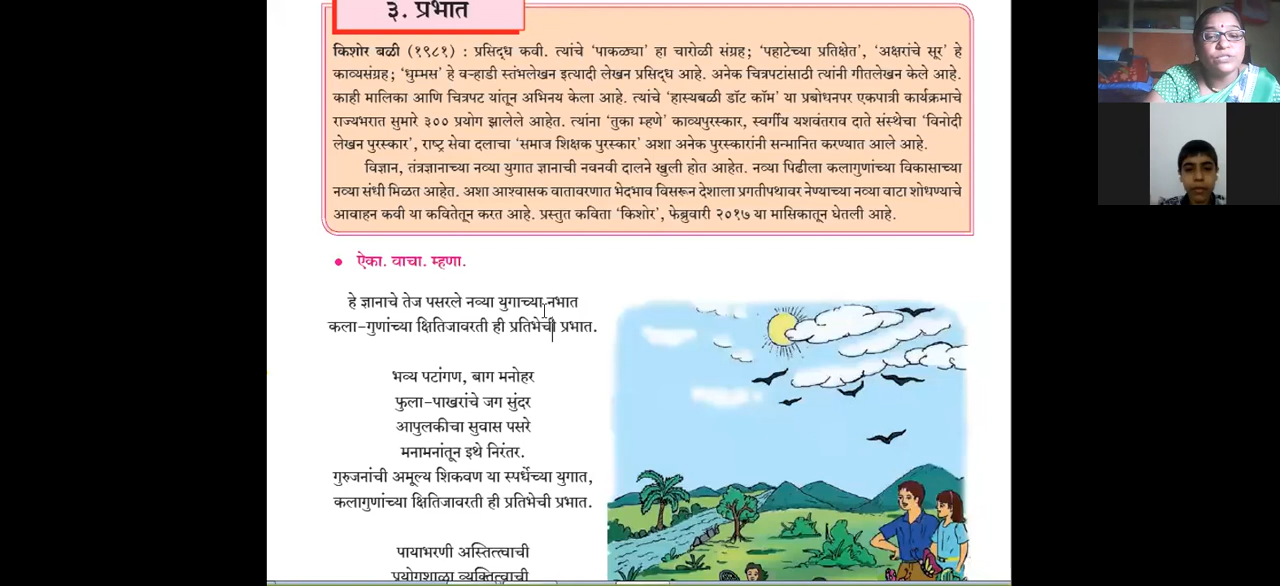 ३. प्रभात
किशोर बळी (१९८१) : प्रसिद्ध कवी. त्यांचे ‘पाकळ्या’ हा चारोळी संग्रह; ‘पहाटेच्या प्रतिक्षेत’, ‘अक्षरांचे सूर’ हे
काव्यसंग्रह; ‘धुम्मस’ हे वऱ्हाडी स्तंभलेखन इत्यादी लेखन प्रसिद्ध आहे. अनेक चित्रपटांसाठी त्यांनी गीतलेखन केले आहे.
काही मालिका आणि चित्रपट यांतून अभिनय केला आहे. त्यांचे ‘हास्यबळी डॉट कॉम’ या प्रबोधनपर एकपात्री कार्यक्रमाचे
राज्यभरात सुमारे ३०० प्रयोग झालेले आहेत. त्यांना ‘तुका म्हणे’ काव्यपुरस्कार, स्वर्गीय यशवंतराव दाते संस्थेचा ‘विनोदी
लेखन पुरस्कार’, राष्ट्र सेवा दलाचा ‘समाज शिक्षक पुरस्कार’ अशा अनेक पुरस्कारांनी सन्मानित करण्यात आले आहे.
विज्ञान, तंत्रज्ञानाच्या नव्या युगात ज्ञानाची नवनवी दालने खुली होत आहेत. नव्या पिढीला कलागुणांच्या विकासाच्या
नव्या संधी मिळत आहेत. अशा आश्वासक वातावरणात भेदभाव विसरून देशाला प्रगतीपथावर नेण्याच्या नव्या वाटा शोधण्याचे
आवाहन कवी या कवितेतून करत आहे. प्रस्तुत कविता ‘किशोर’, फेब्रुवारी २०१७ या मासिकातून घेतली आहे.
● ऐका. वाचा. म्हणा.
हे ज्ञानाचे तेज पसरले नव्या युगाच्या नभात
कला-गुणांच्या क्षितिजावरती ही प्रतिभेची प्रभात.
भव्य पटांगण, बाग मनोहर
फुला-पाखरांचे जग सुंदर
आपुलकीचा सुवास पसरे
मनामनांतून इथे निरंतर.
गुरुजनांची अमूल्य शिकवण या स्पर्धेच्या युगात,
कलागुणांच्या क्षितिजावरती ही प्रतिभेची प्रभात.
पायाभरणी अस्तित्त्वाची
प्रयोगशाळा व्यक्तित्वाची